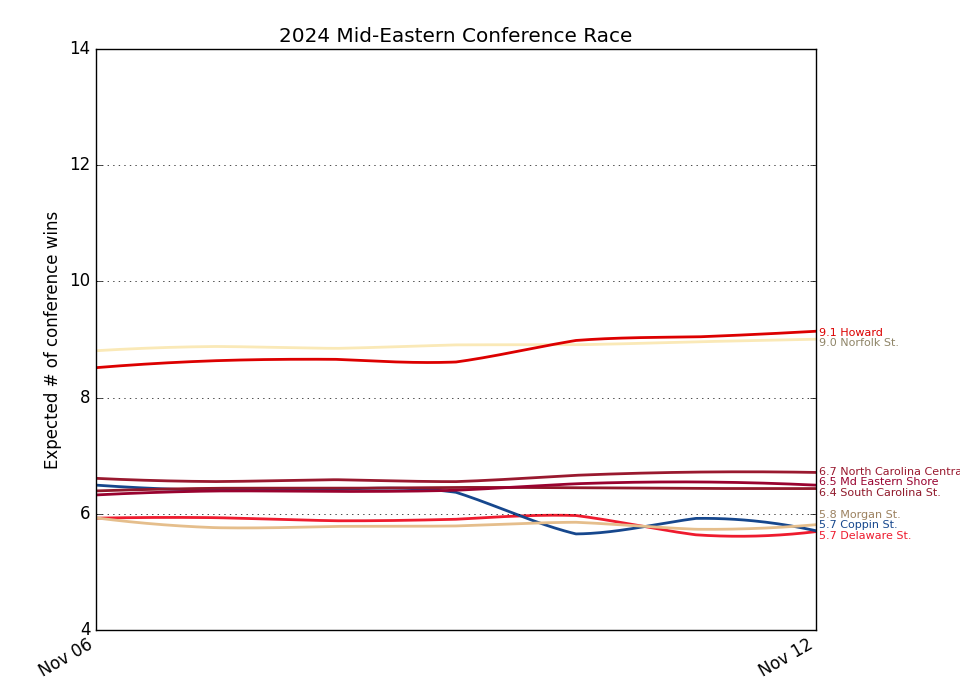 2024 Mid-Eastern Conference Race
14
12
10
8
6
4
Expected # of conference wins
9.1 Howard
9.0 Norfolk St.
6.7 North Carolina Centra
6.5 Md Eastern Shore
6.4 South Carolina St.
5.8 Morgan St.
5.7 Coppin St.
5.7 Delaware St.
Nov 06
Nov 12